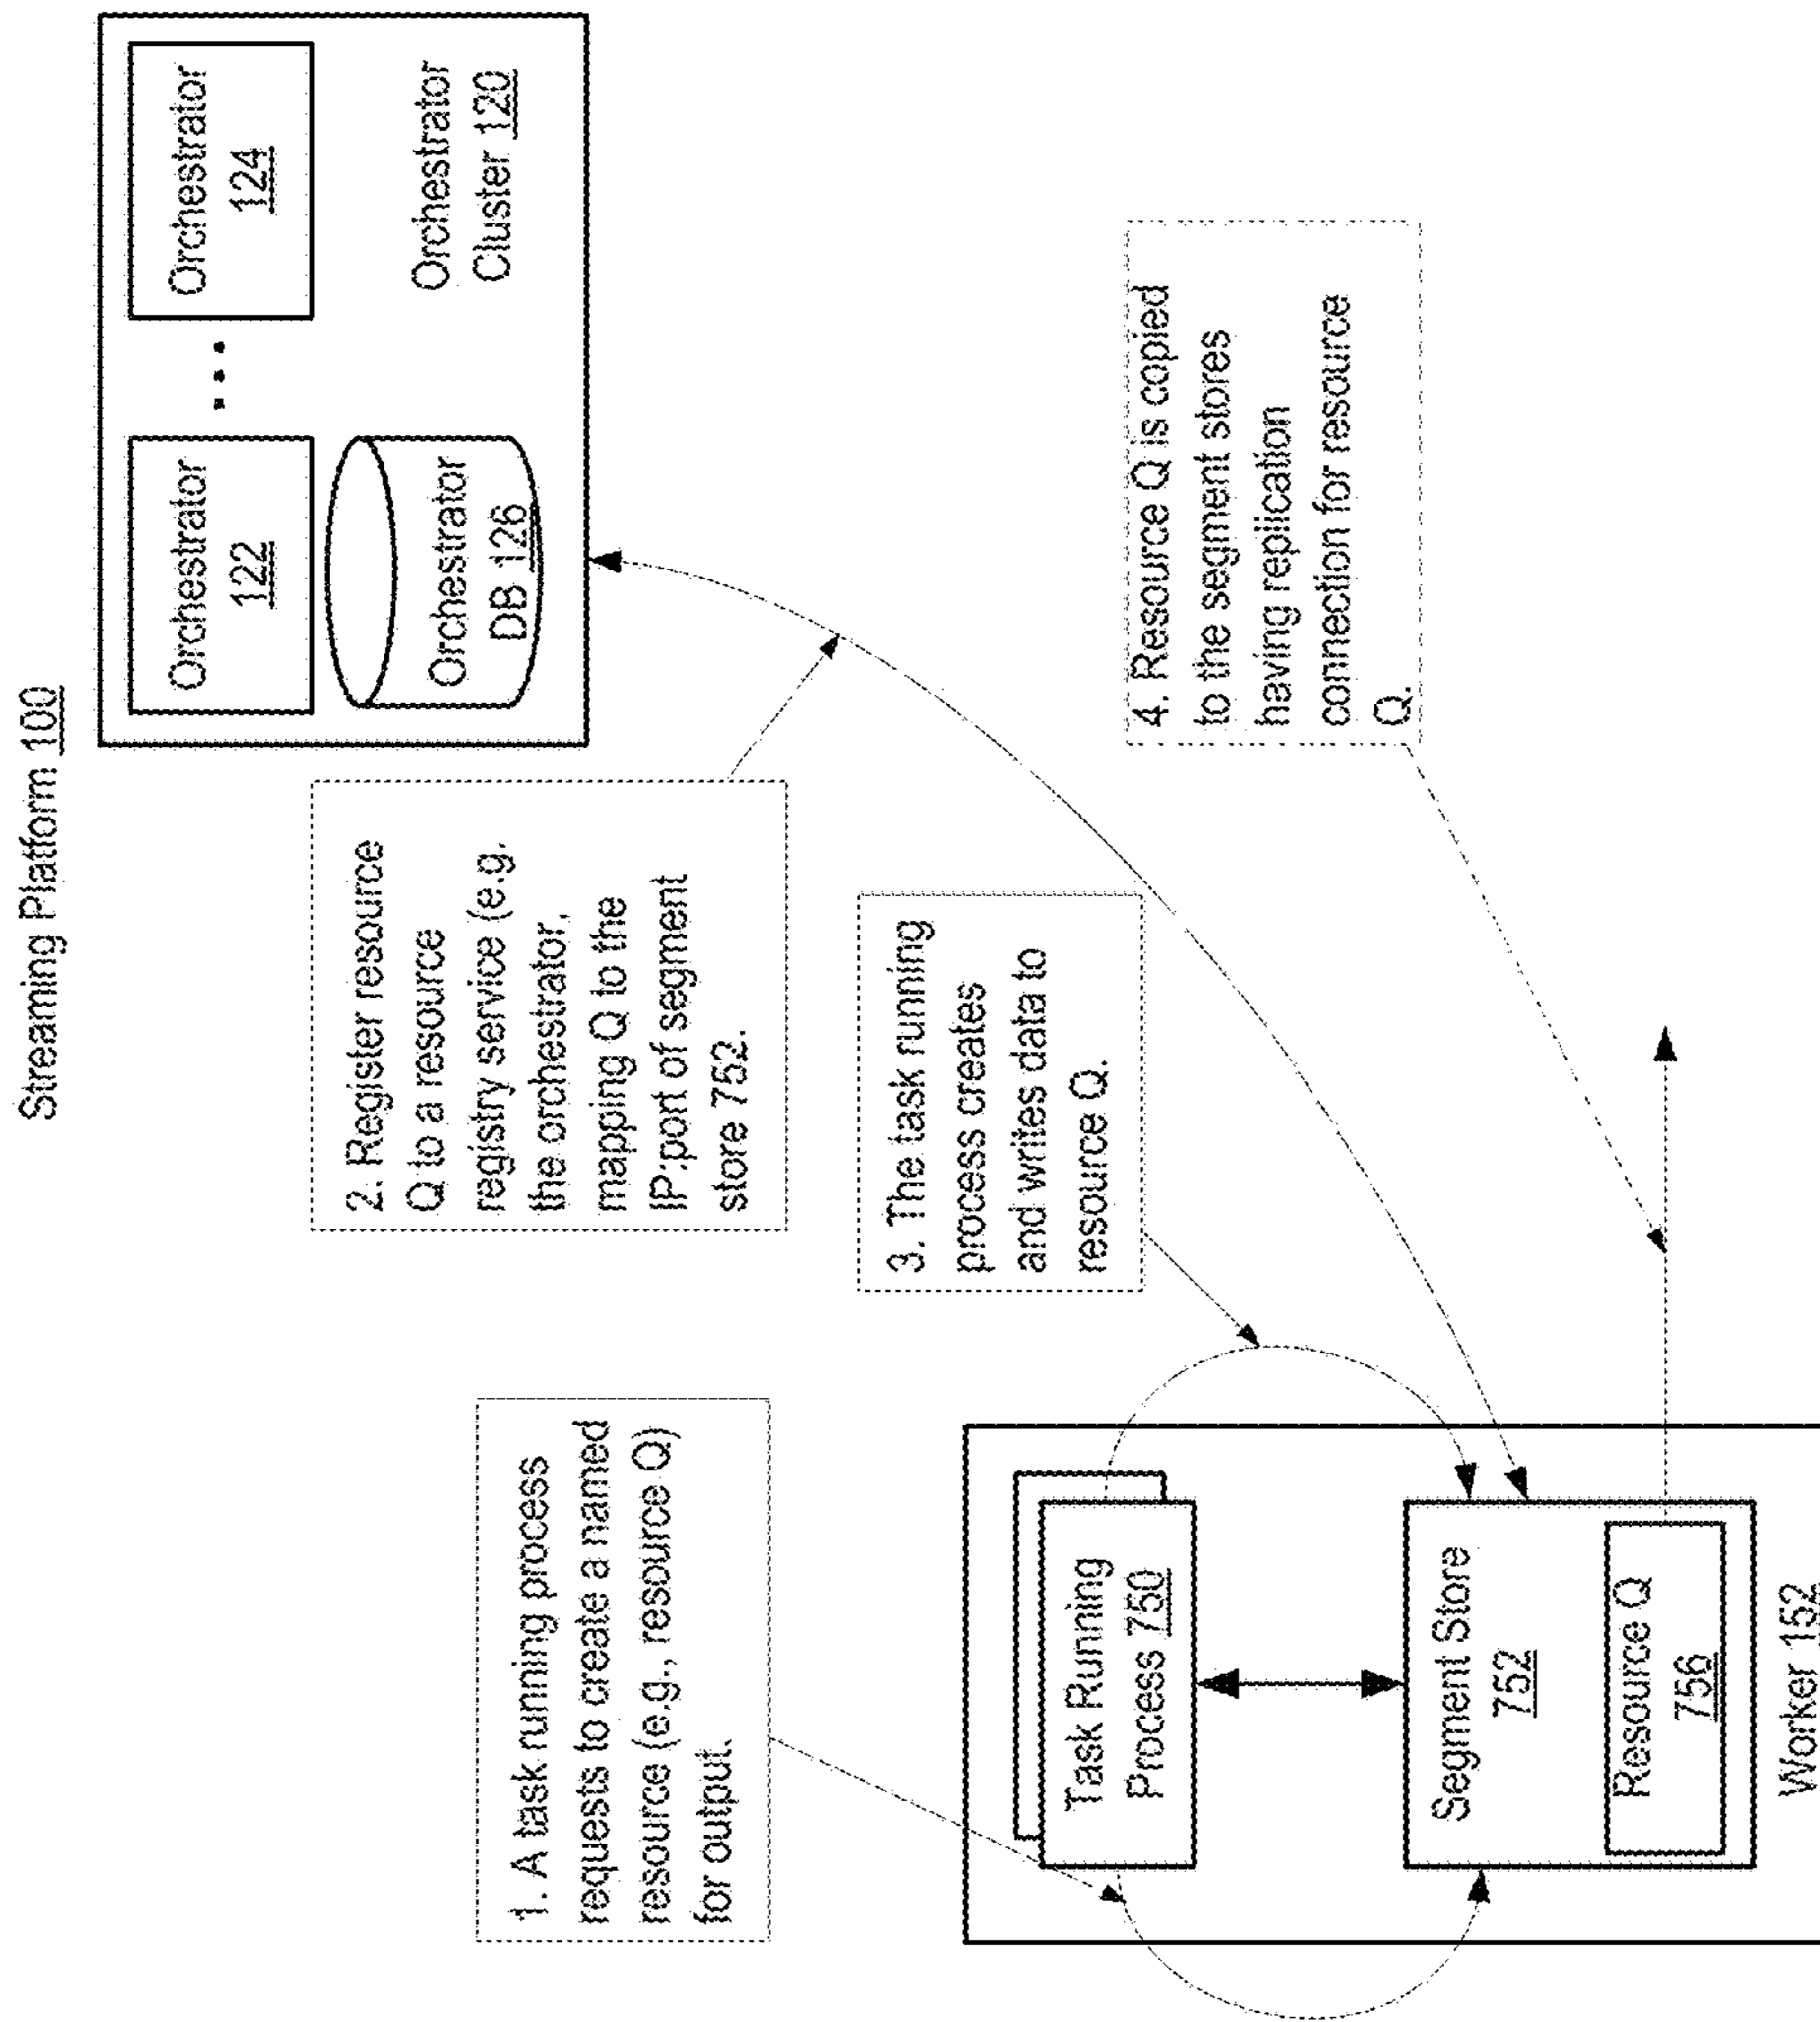 Streaming Platform 100
Orchestrator
122
...
Orchestrator
124
Orchestrator
DB 126
Orchestrator
Cluster 120
1. A task running process
requests to create a named
resource (e.g., resource Q)
for output.
2. Register resource
Q to a resource
registry service (e.g.
the orchestrator,
mapping Q to the
IP:port of segment
store 752.
3. The task running
process creates
and writes data to
resource Q.
4. Resource Q is copied
to the segment stores
having replication
connection for resource
Q.
Task Running
Process 750
Segment Store
752
Resource Q
756
Worker 152